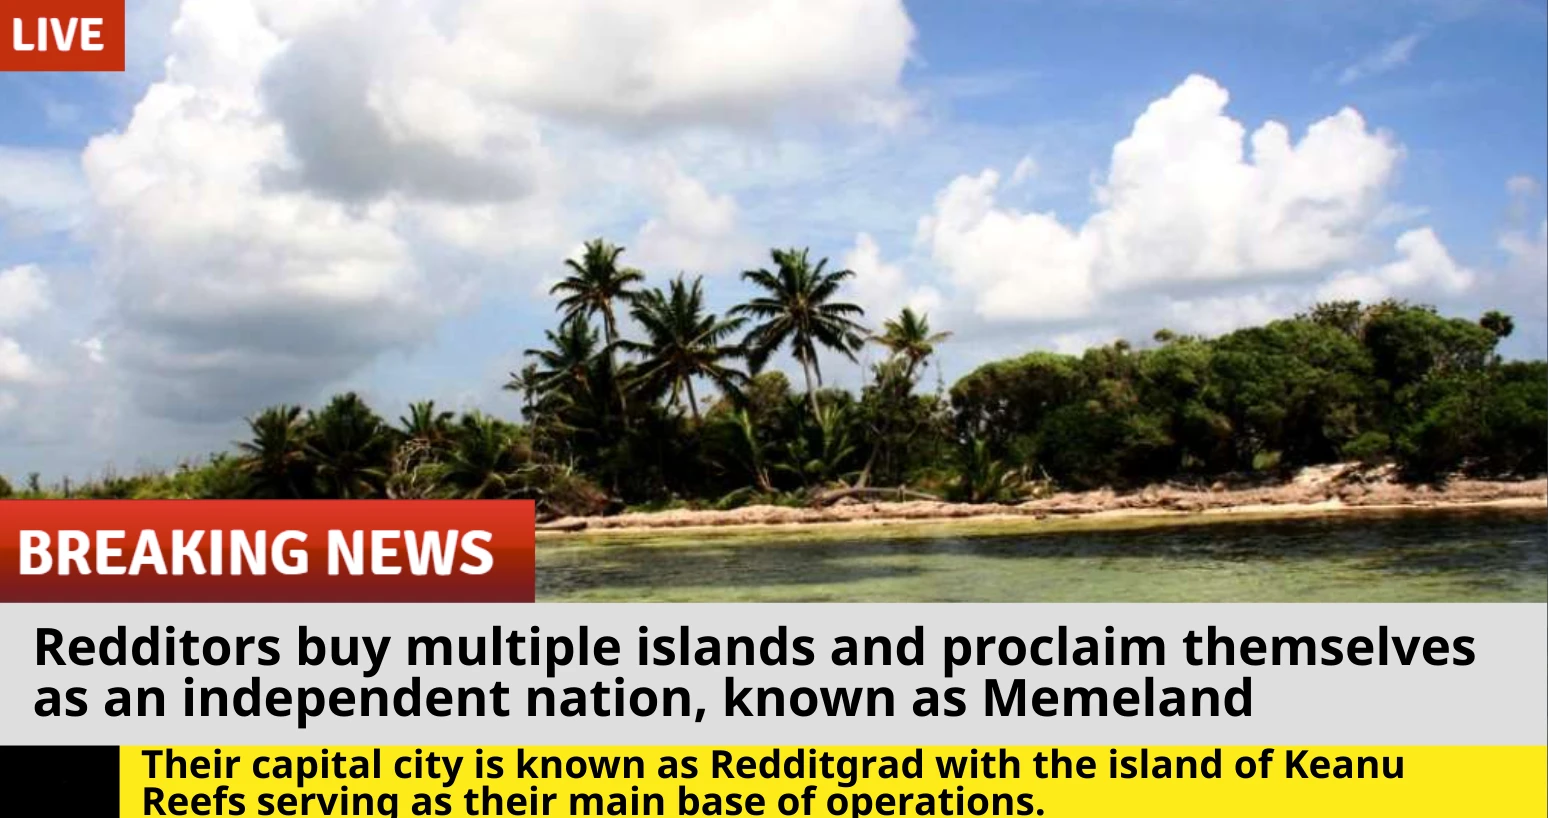 LIVE
BREAKING NEWS
Redditors buy multiple islands and proclaim themselves
as an independent nation, known as Memeland
Their capital city is known as Redditgrad with the island of Keanu
Reefs serving as their main base of operations.